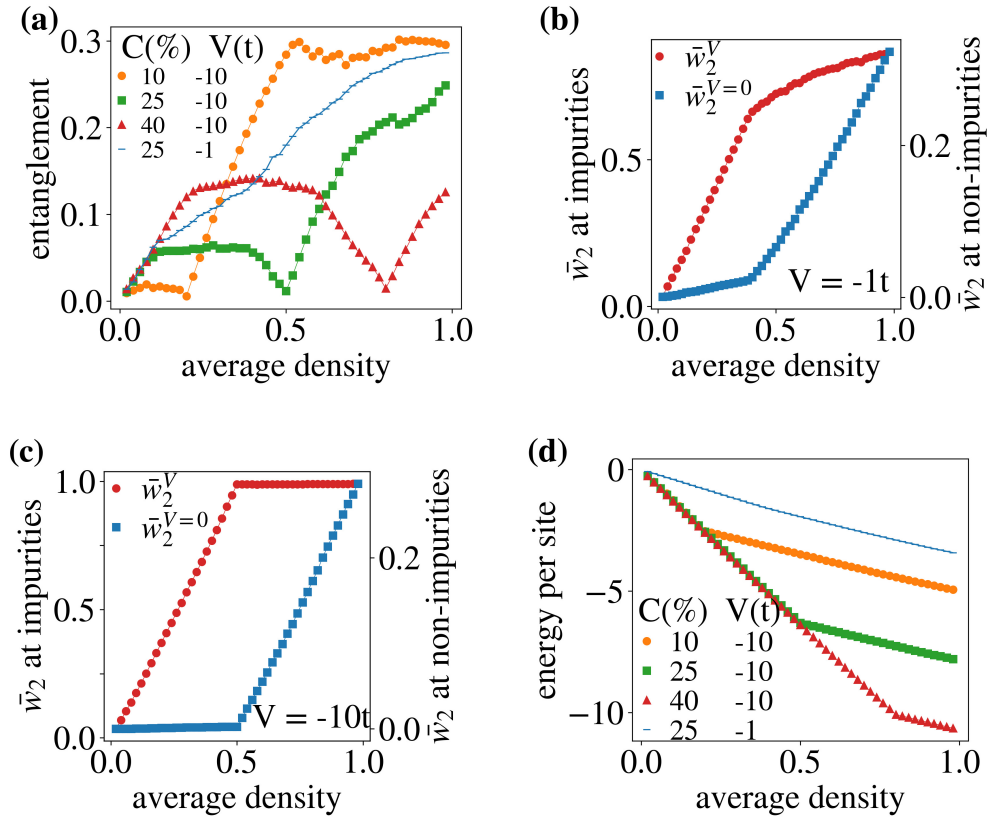 (a)
0.3
0.2
0.1
0.0
entanglement
C(%) V(t)
10 -10
25 -10
40 -10
25 -1
0.0 0.5 1.0
average density
(b)
0.5
0.0
w̄₂ at impurities
w̄₂^V
w̄₂^{V=0}
V = -1t
0.2
0.0
w̄₂ at non-impurities
0.0 0.5 1.0
average density
(c)
1.0
0.5
0.0
w̄₂ at impurities
w̄₂^V
w̄₂^{V=0}
V = -10t
0.2
0.0
w̄₂ at non-impurities
0.0 0.5 1.0
average density
(d)
0
−5
−10
energy per site
C(%) V(t)
10 -10
25 -10
40 -10
25 -1
0.0 0.5 1.0
average density